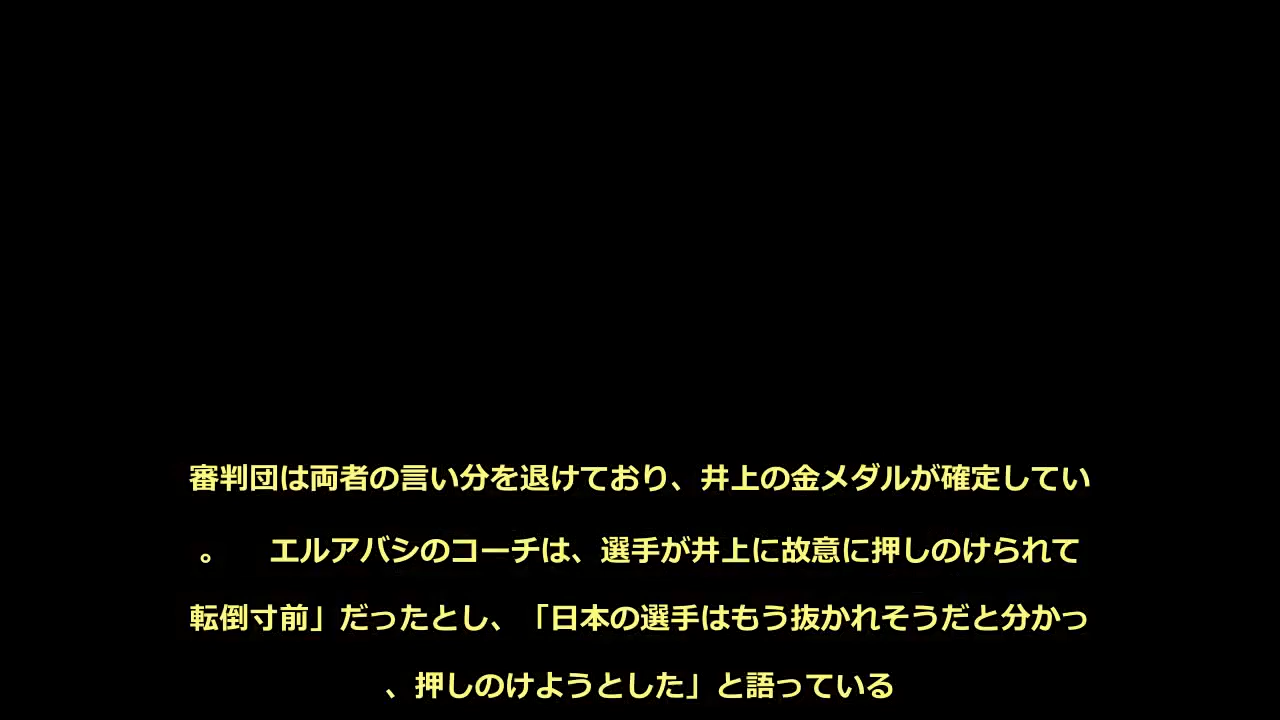 審判団は両者の言い分を退けており、井上の金メダルが確定してい
。　エルアバシのコーチは、選手が井上に故意に押しのけられて
転倒寸前」だったとし、「日本の選手はもう抜かれそうだと分かっ
、押しのけようとした」と語っている